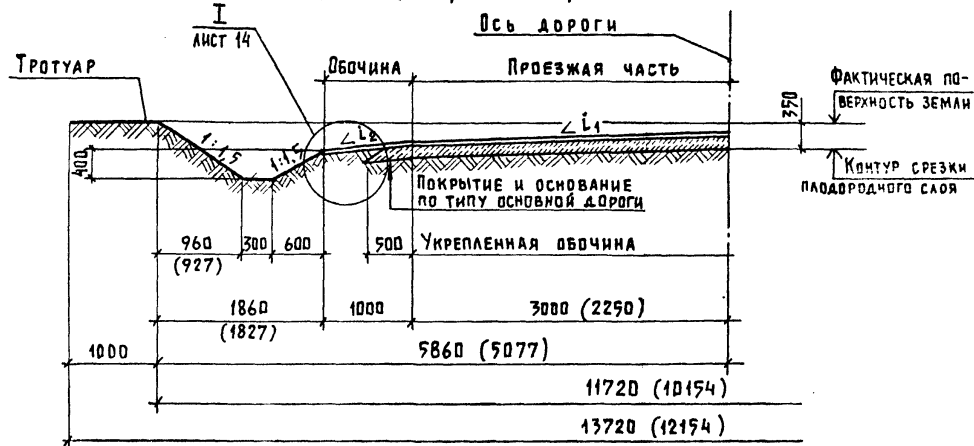 I
ЛИСТ 14
ОСЬ ДОРОГИ
ТРОТУАР
ОБОЧИНА
ПРОЕЗЖАЯ ЧАСТЬ
ФАКТИЧЕСКАЯ ПО-
ВЕРХНОСТЬ ЗЕМЛИ
350
∠ i2
∠ i1
1:1,5
1:1,5
400
КОНТУР СРЕЗКИ
ПЛОДОРОДНОГО СЛОЯ
ПОКРЫТИЕ И ОСНОВАНИЕ
ПО ТИПУ ОСНОВНОЙ ДОРОГИ
960
(927)
300
600
500
УКРЕПЛЕННАЯ ОБОЧИНА
1860
(1827)
1000
3000 (2250)
1000
5860 (5077)
11720 (10154)
13720 (12154)